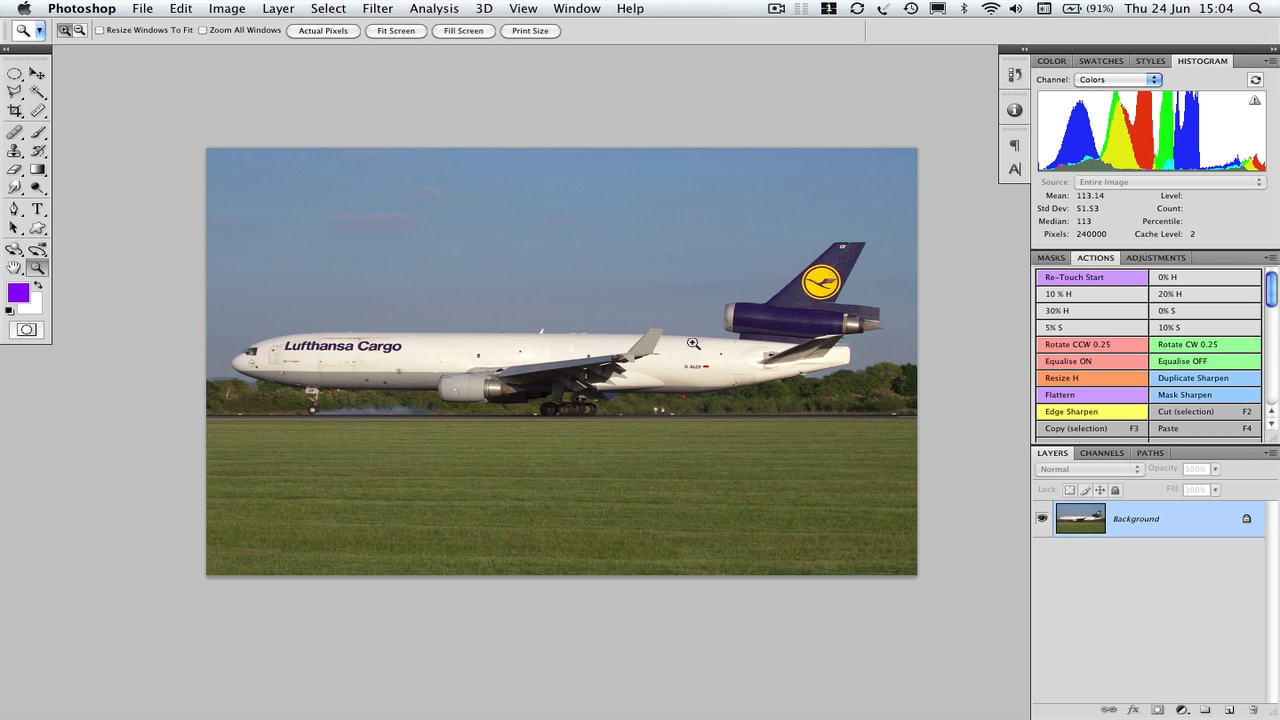 Photoshop File Edit Image Layer Select Filter Analysis 3D View Window Help (91%) Thu 24 Jun 15:04
Resize Windows To Fit Zoom All Windows Actual Pixels Fit Screen Fill Screen Print Size
COLOR SWATCHES STYLES HISTOGRAM
Channel: Colors
Source: Entire Image
Mean: 113.14 Level:
Std Dev: 51.53 Count:
Median: 113 Percentile:
Pixels: 240000 Cache Level: 2
MASKS ACTIONS ADJUSTMENTS
Re-Touch Start 0% H
10 % H 20% H
30% H 0% S
5% S 10% S
Rotate CCW 0.25 Rotate CW 0.25
Equalise ON Equalise OFF
Resize H Duplicate Sharpen
Flattern Mask Sharpen
Edge Sharpen Cut (selection) F2
Copy (selection) F3 Paste F4
LAYERS CHANNELS PATHS
Normal Opacity: 100%
Lock: Fill: 100%
Background
CF
Lufthansa Cargo
D-ALCF